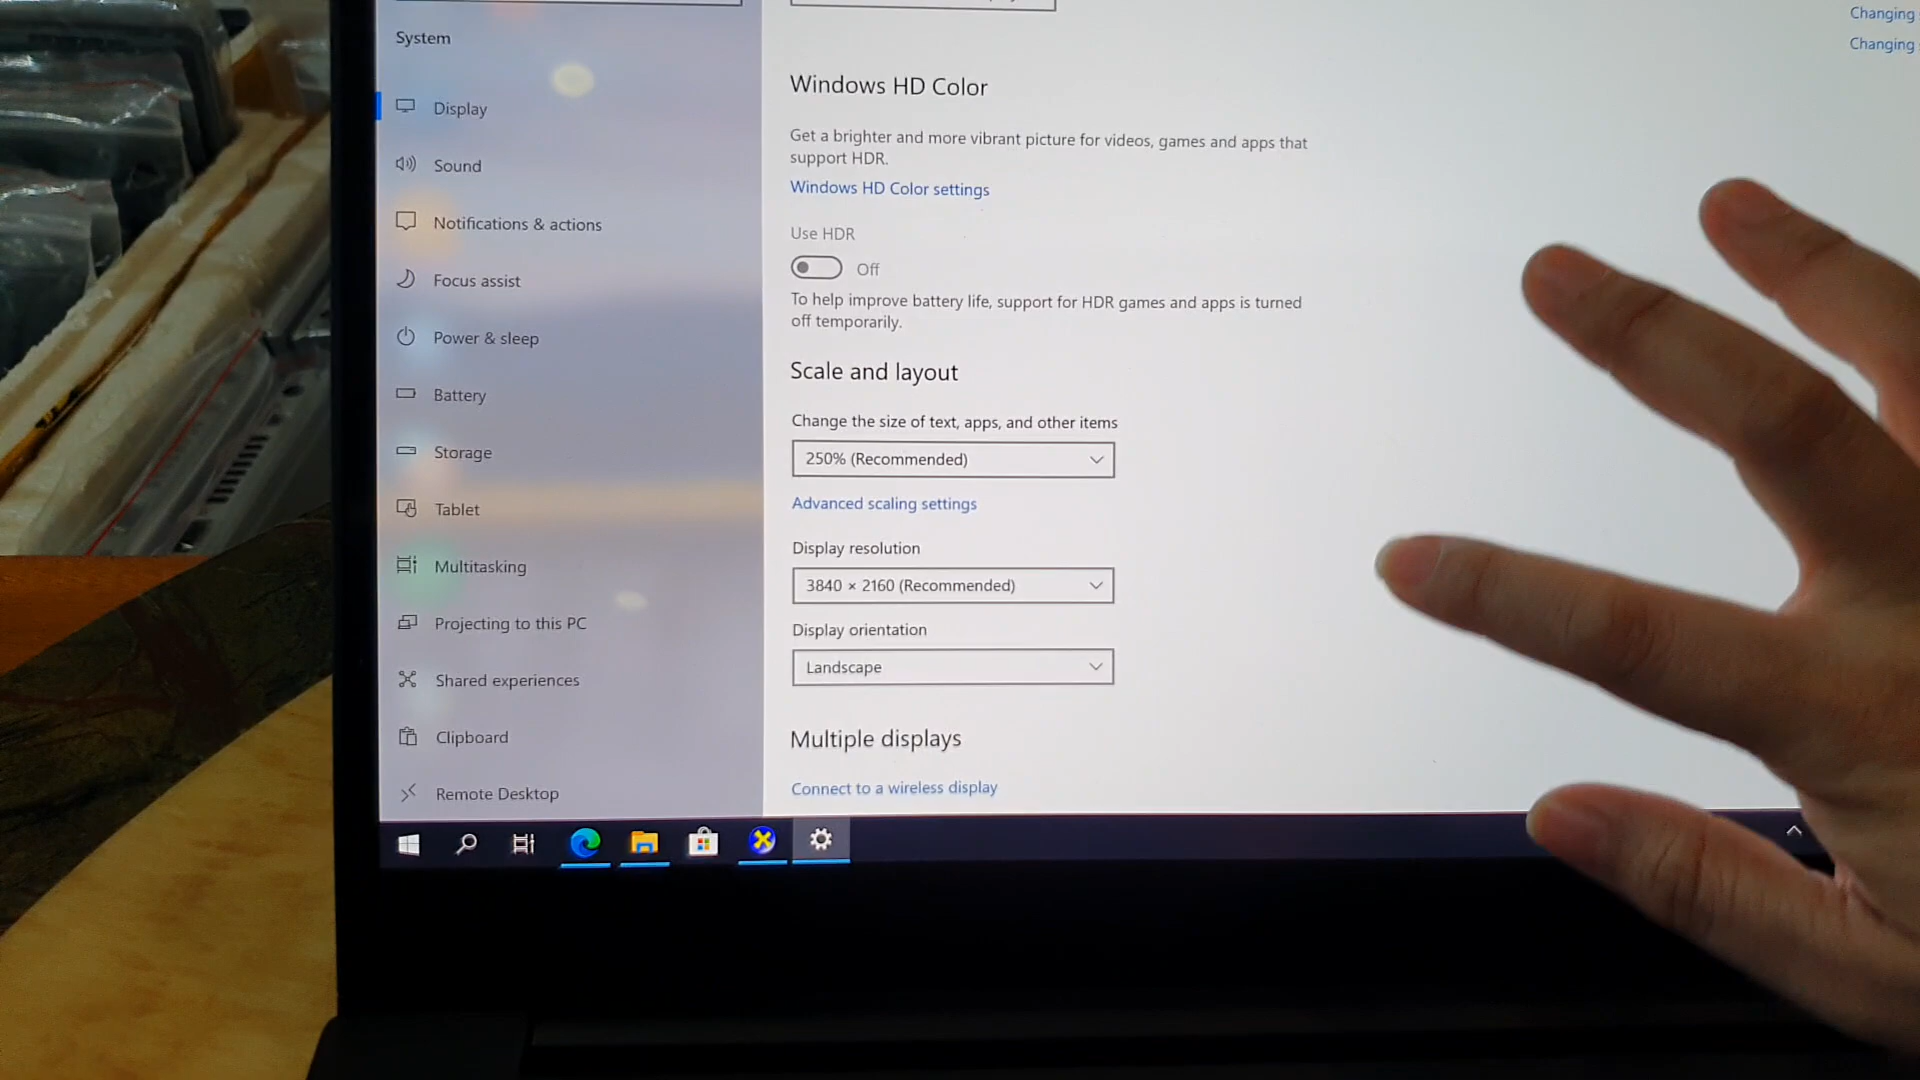 System
Display
Sound
Notifications & actions
Focus assist
Power & sleep
Battery
Storage
Tablet
Multitasking
Projecting to this PC
Shared experiences
Clipboard
Remote Desktop
Windows HD Color
Get a brighter and more vibrant picture for videos, games and apps that
support HDR.
Windows HD Color settings
Use HDR
Off
To help improve battery life, support for HDR games and apps is turned
off temporarily.
Scale and layout
Change the size of text, apps, and other items
250% (Recommended)
Advanced scaling settings
Display resolution
3840 × 2160 (Recommended)
Display orientation
Landscape
Multiple displays
Connect to a wireless display
Changing
Changing